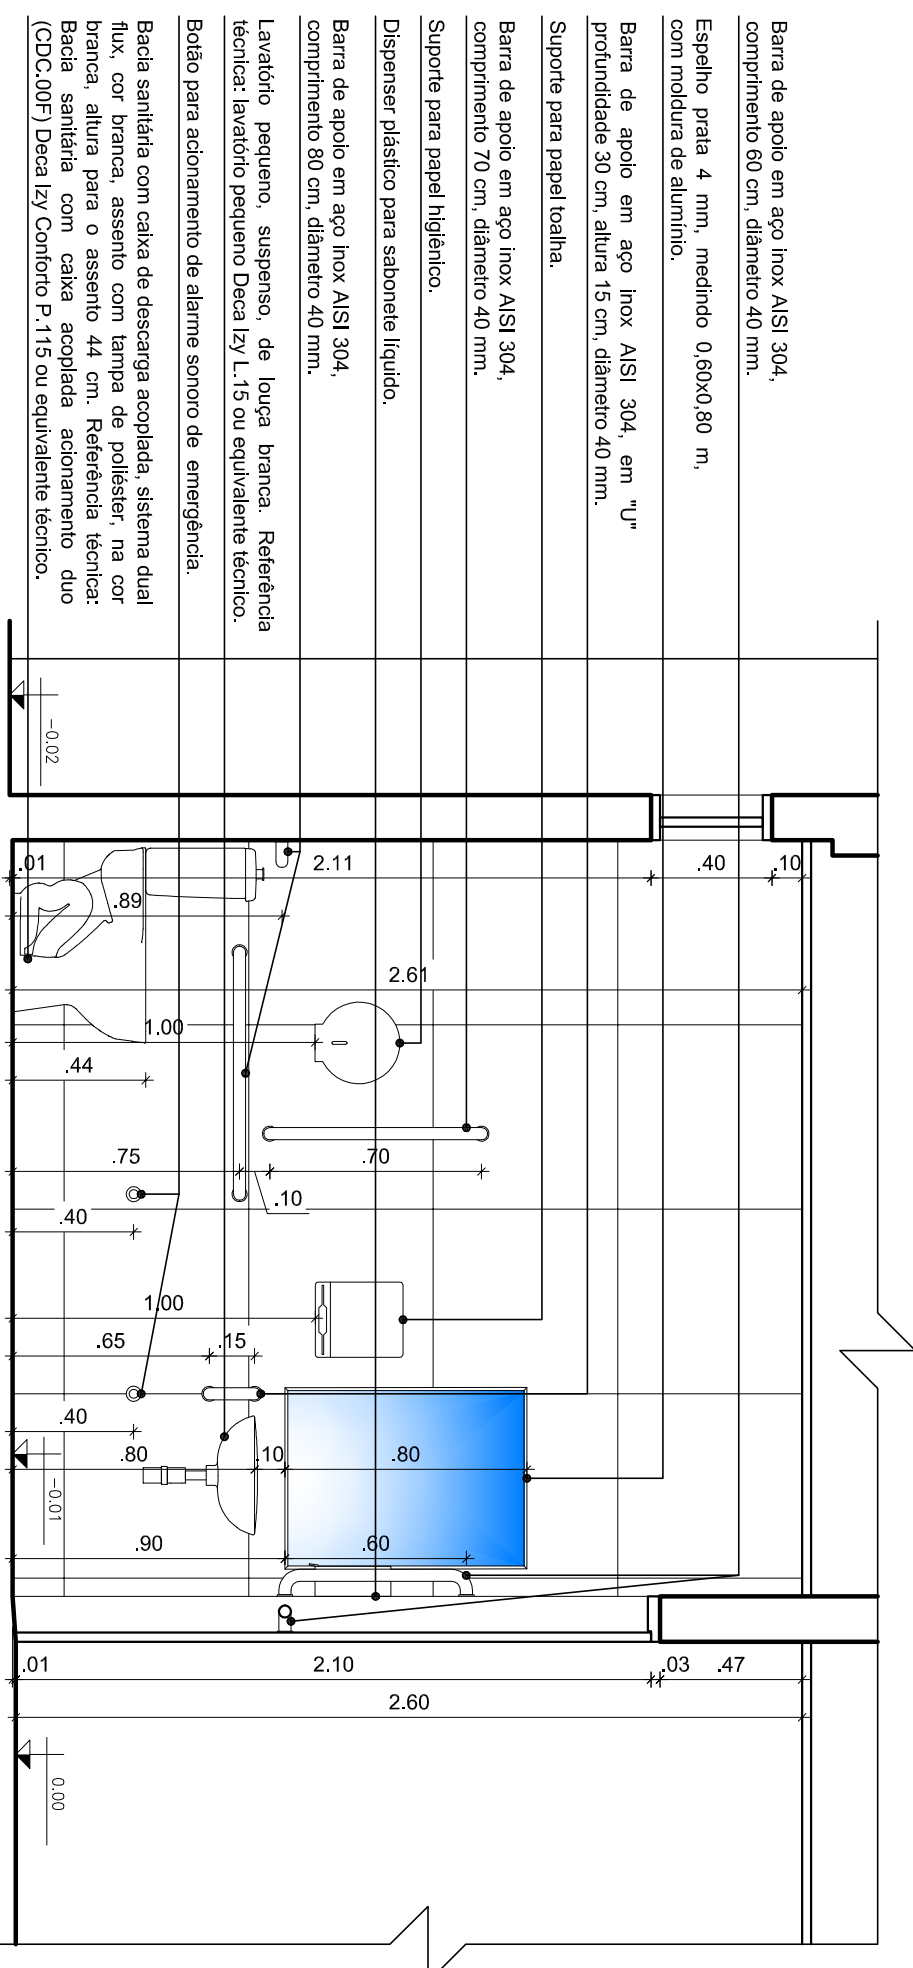 Barra de apoio em aço inox AISI 304,
comprimento 60 cm, diâmetro 40 mm.
Espelho prata 4 mm, medindo 0,60x0,80 m,
com moldura de alumínio.
Barra de apoio em aço inox AISI 304, em "U"
profundidade 30 cm, altura 15 cm, diâmetro 40 mm.
Suporte para papel toalha.
Barra de apoio em aço inox AISI 304,
comprimento 70 cm, diâmetro 40 mm.
Suporte para papel higiênico.
Dispenser plástico para sabonete líquido.
Barra de apoio em aço inox AISI 304,
comprimento 80 cm, diâmetro 40 mm.
Lavatório pequeno, suspenso, de louça branca. Referência
técnica: lavatório pequeno Deca Izy L.15 ou equivalente técnico.
Botão para acionamento de alarme sonoro de emergência.
Bacia sanitária com caixa de descarga acoplada, sistema dual
flux, cor branca, assento com tampa de poliéster, na cor
branca, altura para o assento 44 cm. Referência técnica:
Bacia sanitária com caixa acoplada acionamento duo
(CDC.00F) Deca Izy Conforto P.115 ou equivalente técnico.
-0.02
.01
2.11
.40
.10
.89
2.61
1.00
.44
.75
.70
.10
.40
1.00
.65
.15
.40
.80
.10
.80
-0.01
.90
.60
.01
2.10
.03
.47
2.60
0.00